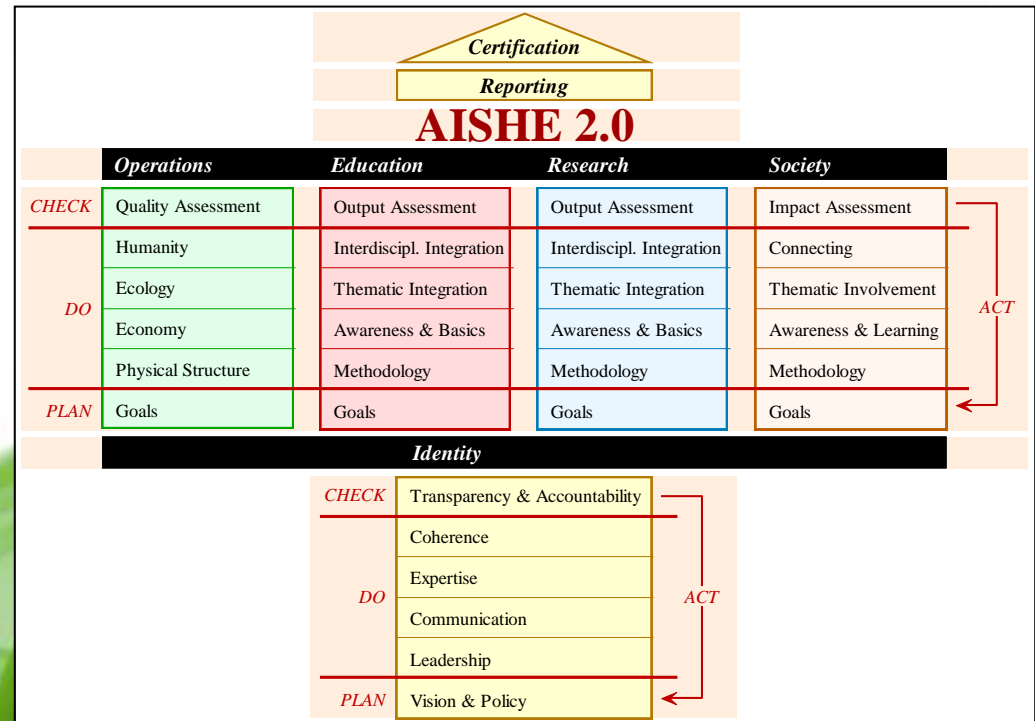 Certification
Reporting
AISHE 2.0
Operations Education Research Society
CHECK Quality Assessment Output Assessment Output Assessment Impact Assessment
Humanity Interdiscipl. Integration Interdiscipl. Integration Connecting
DO Ecology Thematic Integration Thematic Integration Thematic Involvement ACT
Economy Awareness & Basics Awareness & Basics Awareness & Learning
Physical Structure Methodology Methodology Methodology
PLAN Goals Goals Goals Goals
Identity
CHECK Transparency & Accountability
Coherence
DO Expertise ACT
Communication
Leadership
PLAN Vision & Policy